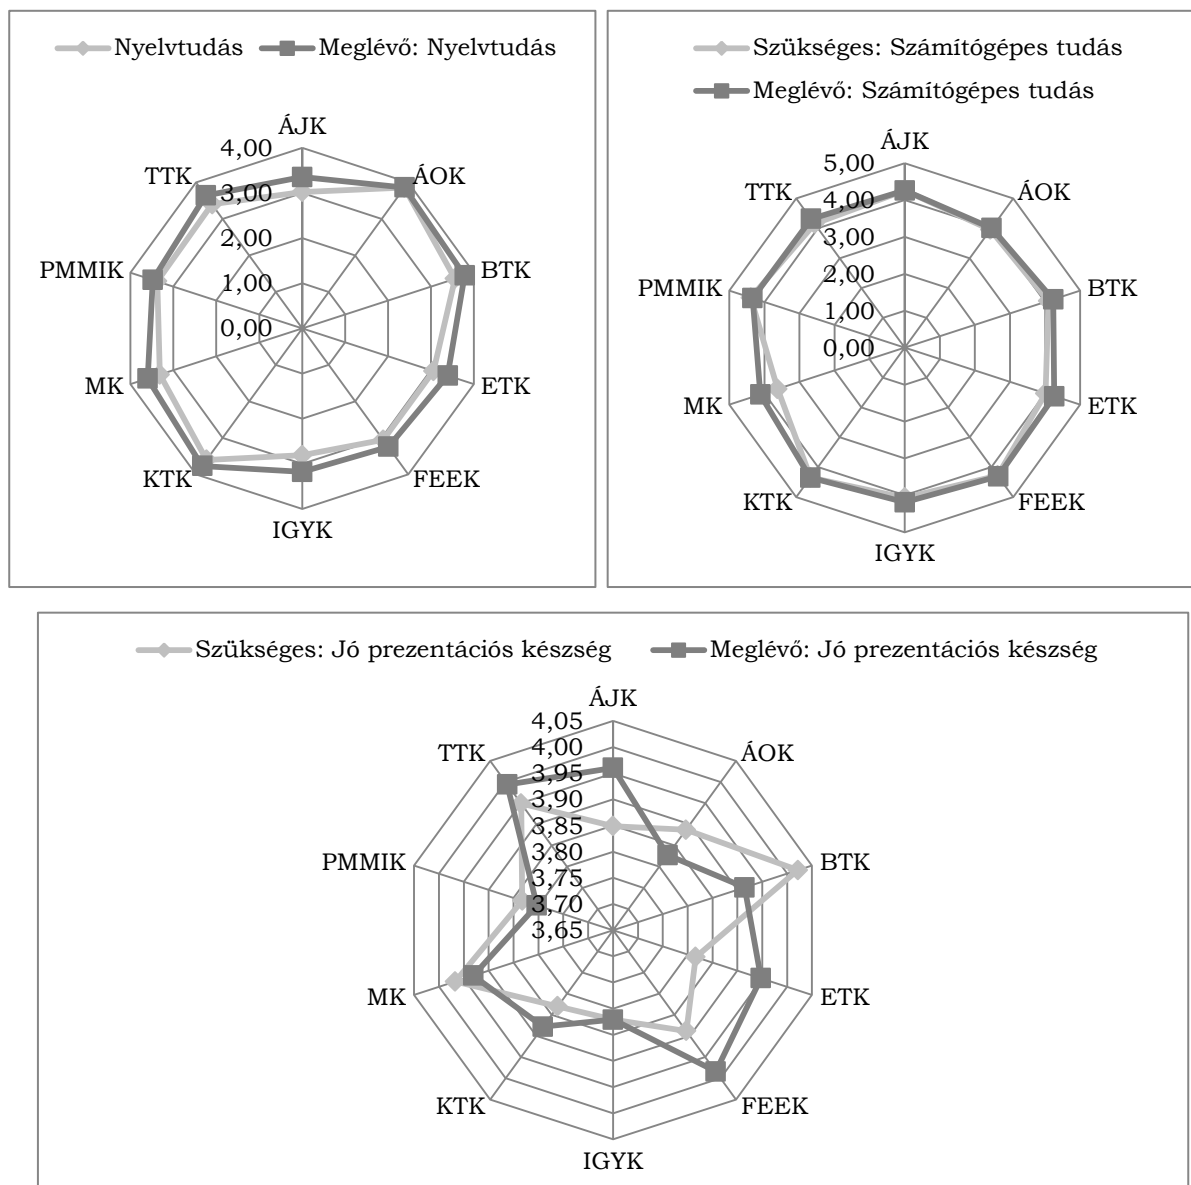 Nyelvtudás Meglévő: Nyelvtudás
ÁJK
4,00
TTK
ÁOK
3,00
2,00
PMMIK
BTK
1,00
0,00
MK
ETK
KTK
FEEK
IGYK
Szükséges: Számítógépes tudás
Meglévő: Számítógépes tudás
ÁJK
5,00
TTK
ÁOK
4,00
3,00
2,00
PMMIK
BTK
1,00
0,00
MK
ETK
KTK
FEEK
IGYK
Szükséges: Jó prezentációs készség Meglévő: Jó prezentációs készség
ÁJK
4,05
4,00
TTK
ÁOK
3,95
3,90
3,85
PMMIK
BTK
3,80
3,75
3,70
3,65
MK
ETK
KTK
FEEK
IGYK